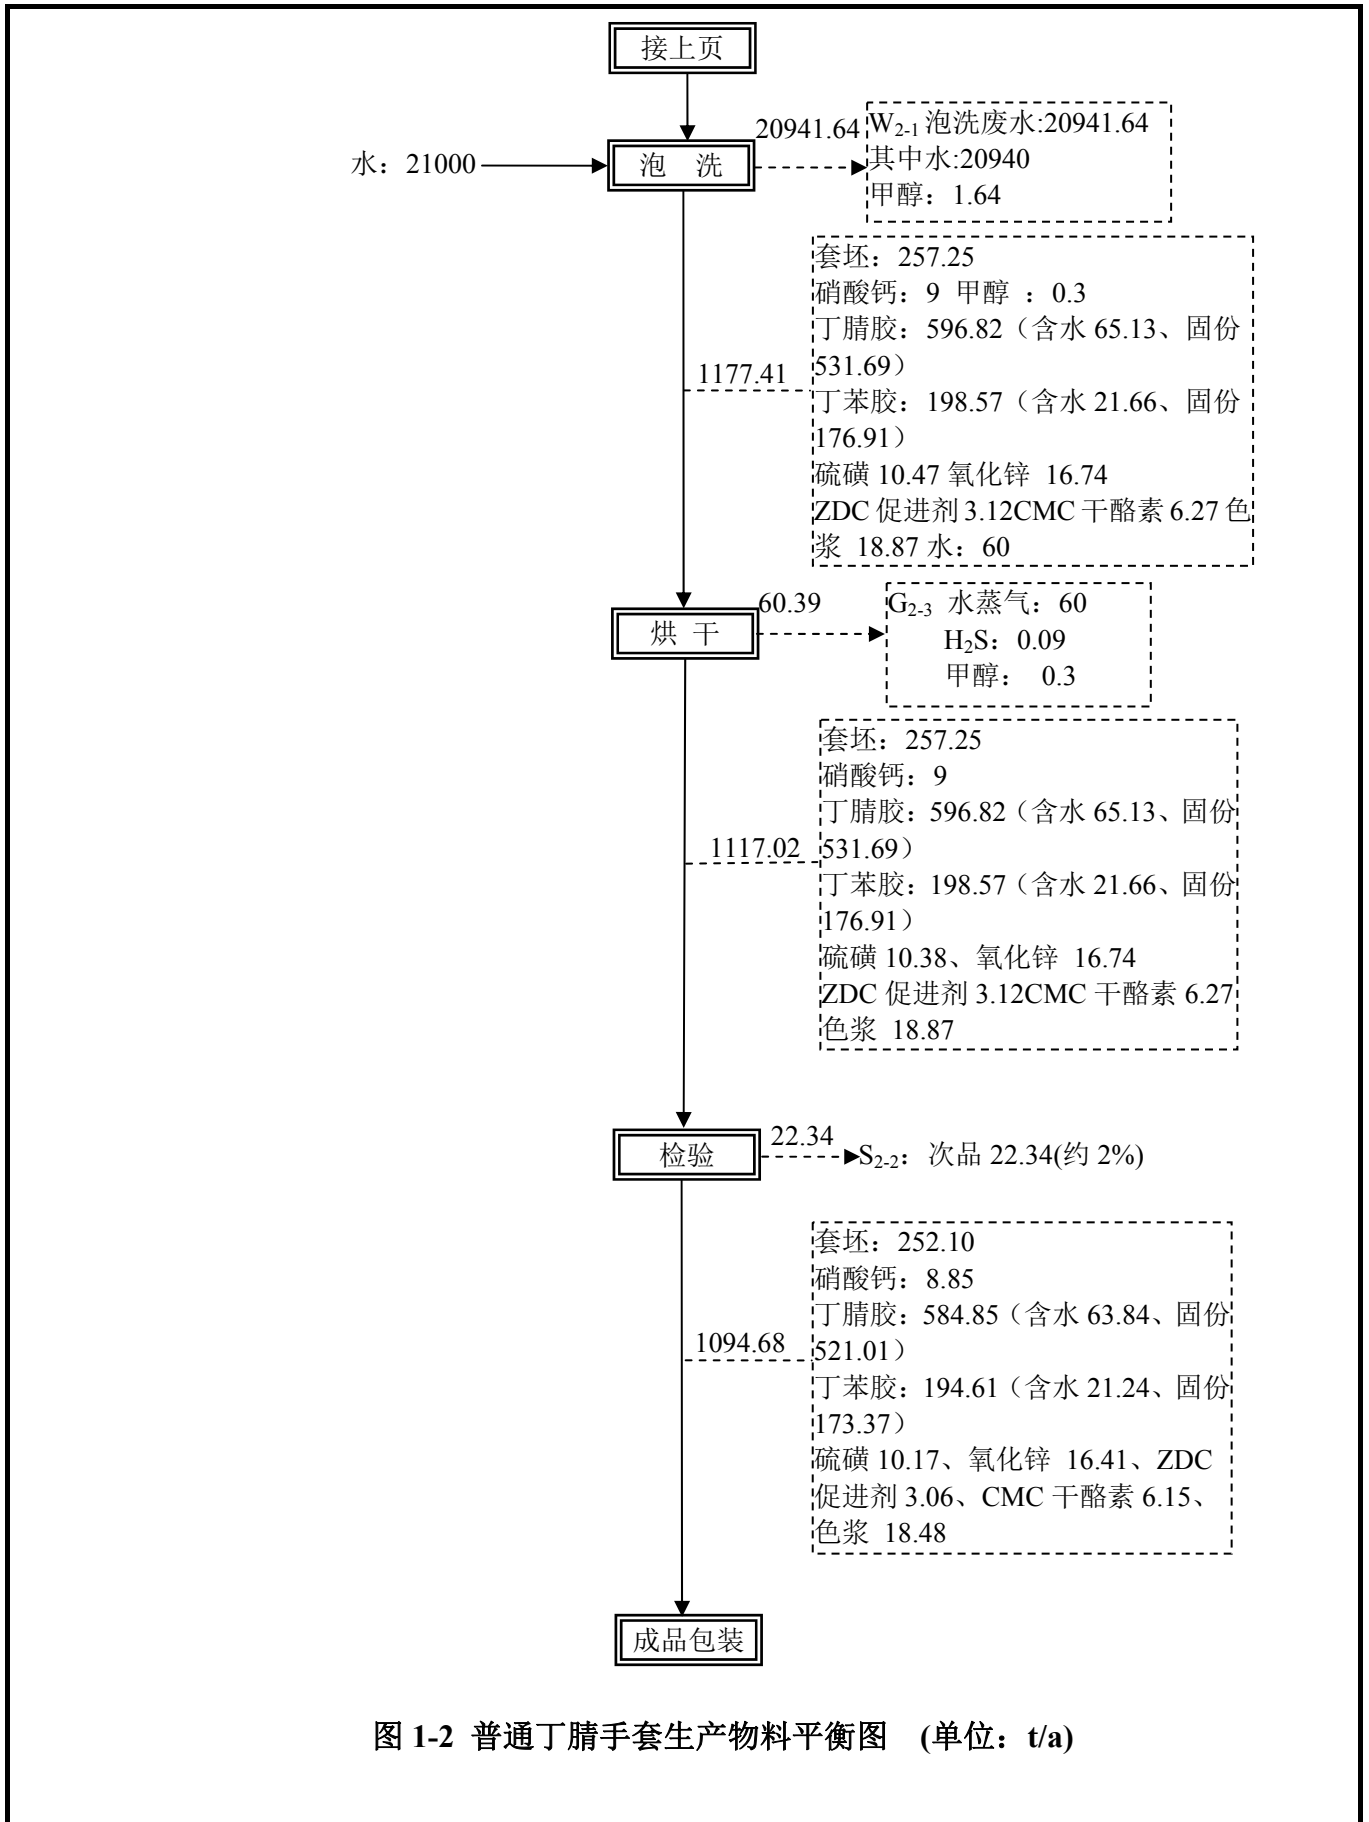 接上页
20941.64
W2-1 泡洗废水:20941.64
水：21000
泡 洗
其中水:20940
甲醇：1.64
套坯：257.25
硝酸钙：9 甲醇 ：0.3
丁腈胶：596.82（含水 65.13、固份
531.69）
1177.41
丁苯胶：198.57（含水 21.66、固份
176.91）
硫磺 10.47 氧化锌 16.74
ZDC 促进剂 3.12CMC 干酪素 6.27 色
浆 18.87 水：60
60.39
G2-3 水蒸气：60
烘 干
H2S：0.09
甲醇： 0.3
套坯：257.25
硝酸钙：9
丁腈胶：596.82（含水 65.13、固份
1117.02
531.69）
丁苯胶：198.57（含水 21.66、固份
176.91）
硫磺 10.38、氧化锌 16.74
ZDC 促进剂 3.12CMC 干酪素 6.27
色浆 18.87
检验
22.34
S2-2：次品 22.34(约 2%)
套坯：252.10
硝酸钙：8.85
丁腈胶：584.85（含水 63.84、固份
1094.68
521.01）
丁苯胶：194.61（含水 21.24、固份
173.37）
硫磺 10.17、氧化锌 16.41、ZDC
促进剂 3.06、CMC 干酪素 6.15、
色浆 18.48
成品包装
图 1-2 普通丁腈手套生产物料平衡图 (单位：t/a)